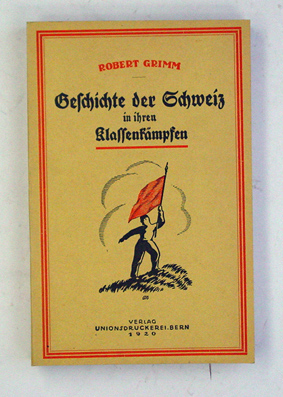 ROBERT GRIMM
Geschichte der Schweiz
in ihren
Klassenkämpfen
VERLAG
UNIONSDRUCKEREI·BERN
1920